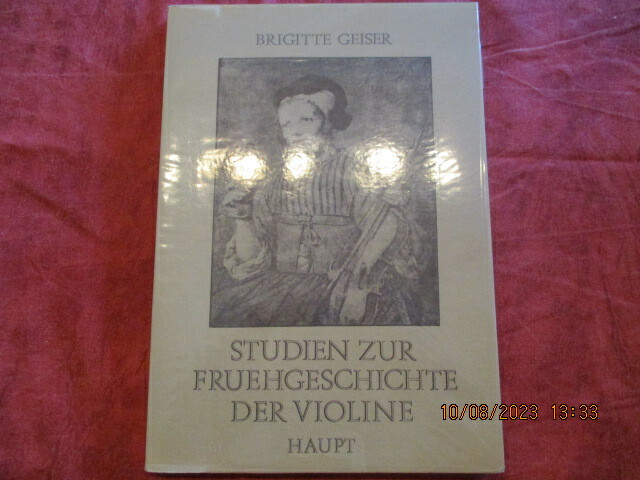 BRIGITTE GEISER
STUDIEN ZUR
FRUEHGESCHICHTE
DER VIOLINE
HAUPT
10/08/2023 13:33